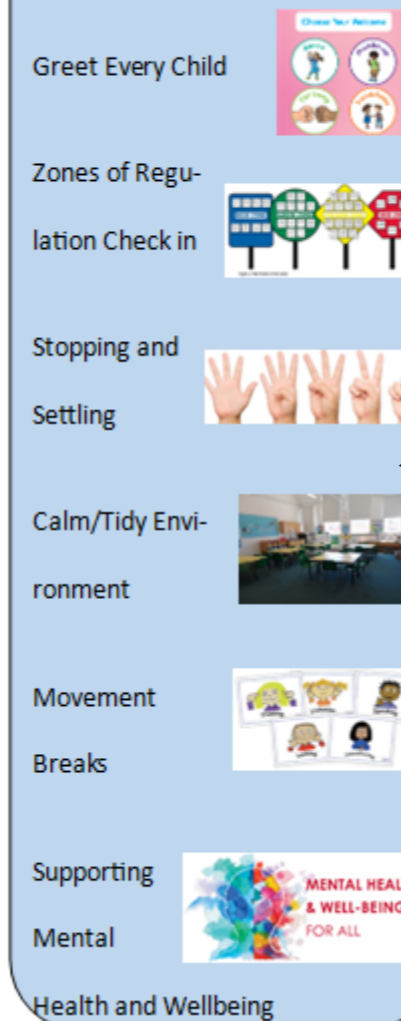 Choose Your Welcome
Greet Every Child
Zones of Regu-
lation Check in
Stopping and
Settling
Calm/Tidy Envi-
ronment
Movement
Breaks
Supporting
MENTAL HEAL
& WELL-BEING
FOR ALL
Mental
Health and Wellbeing